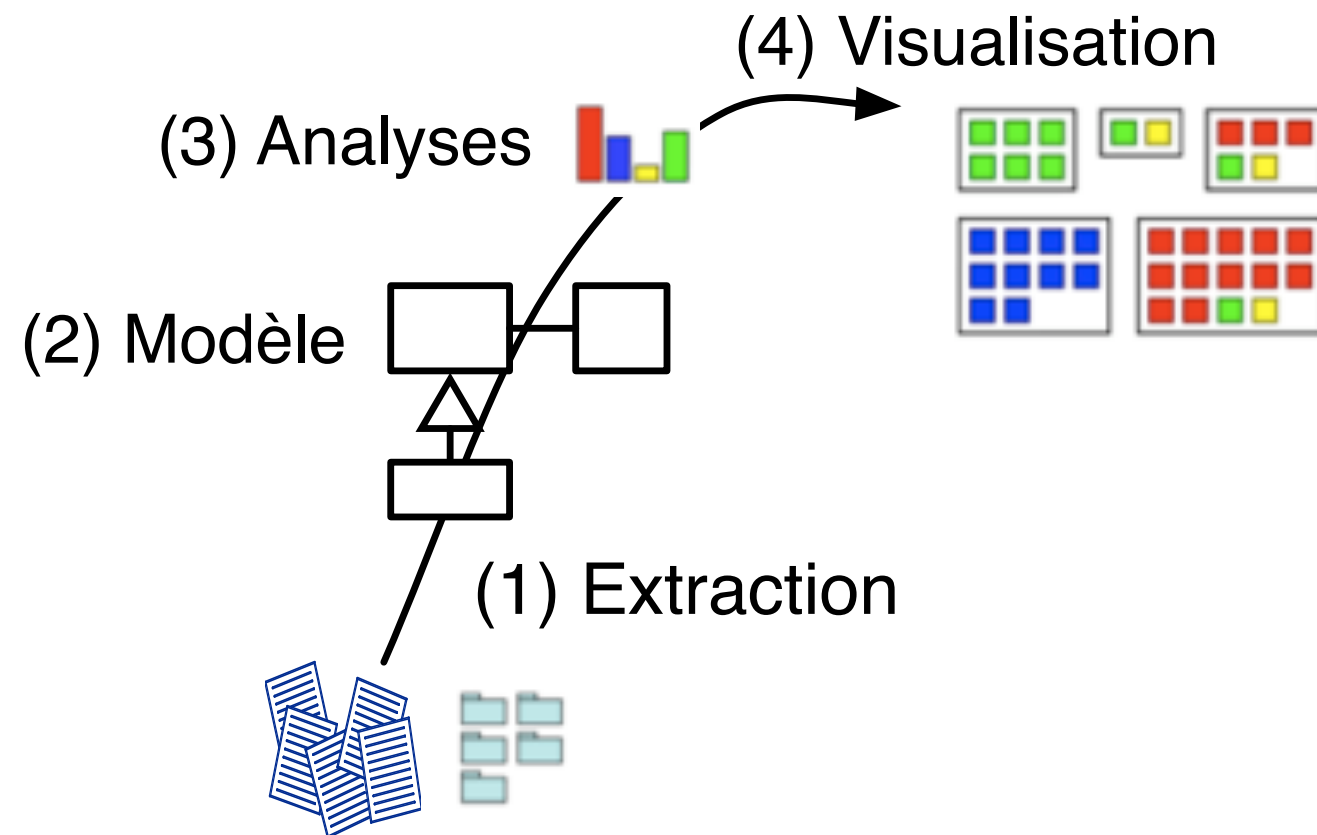 (4) Visualisation
(3) Analyses
(2) Modèle
(1) Extraction